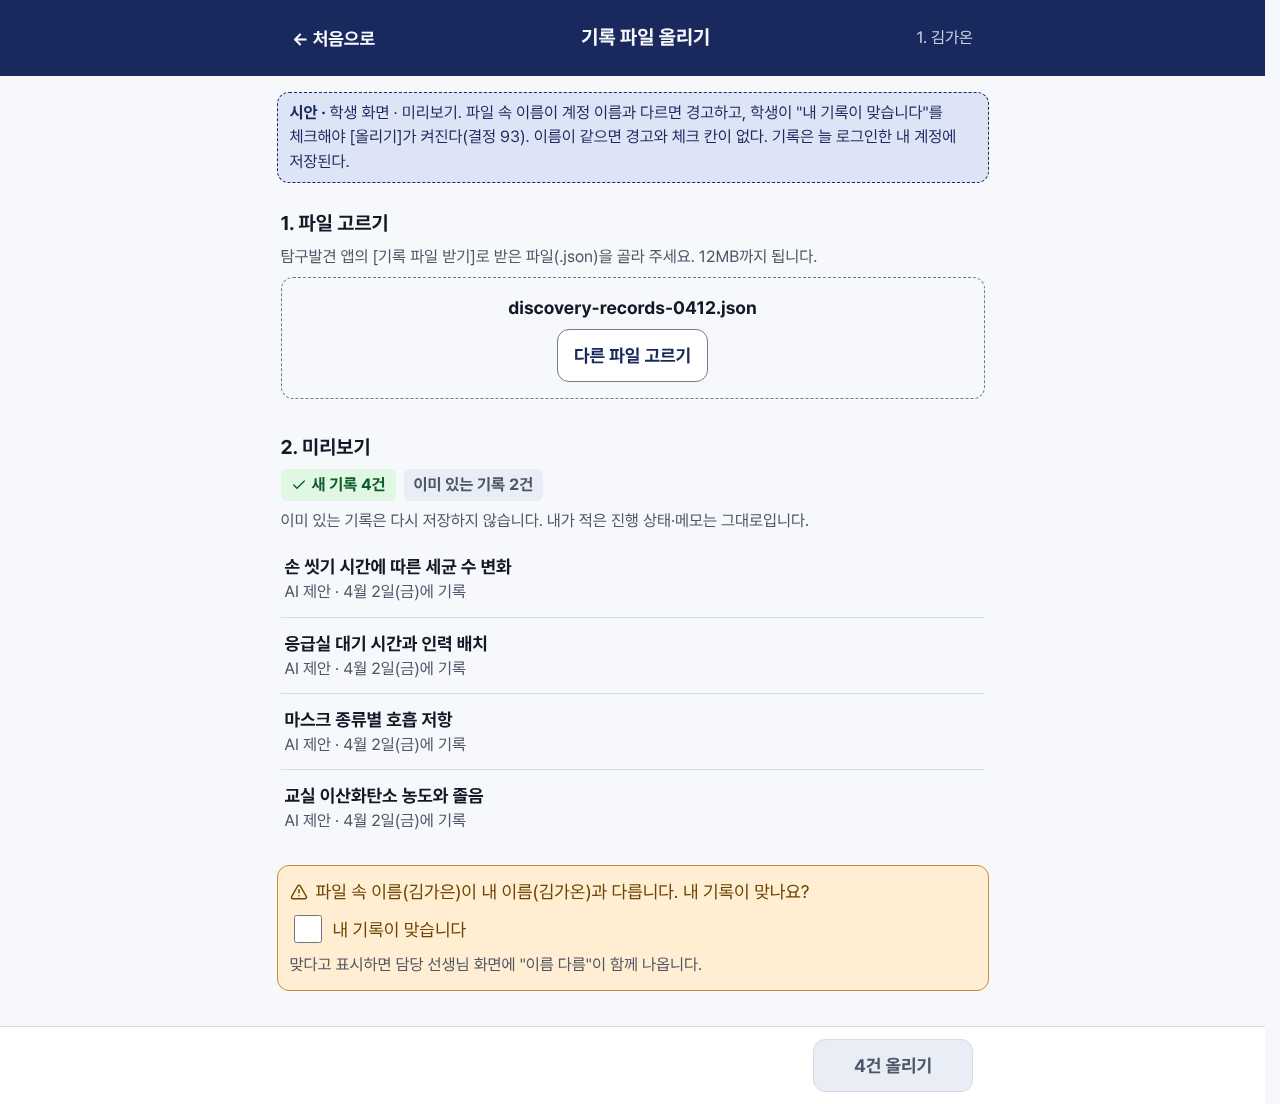 ← 처음으로
기록 파일 올리기
1. 김가온
시안 · 학생 화면 · 미리보기. 파일 속 이름이 계정 이름과 다르면 경고하고, 학생이 "내 기록이 맞습니다"를
체크해야 [올리기]가 켜진다(결정 93). 이름이 같으면 경고와 체크 칸이 없다. 기록은 늘 로그인한 내 계정에
저장된다.
1. 파일 고르기
탐구발견 앱의 [기록 파일 받기]로 받은 파일(.json)을 골라 주세요. 12MB까지 됩니다.
discovery-records-0412.json
다른 파일 고르기
2. 미리보기
✓ 새 기록 4건
이미 있는 기록 2건
이미 있는 기록은 다시 저장하지 않습니다. 내가 적은 진행 상태·메모는 그대로입니다.
손 씻기 시간에 따른 세균 수 변화
AI 제안 · 4월 2일(금)에 기록
응급실 대기 시간과 인력 배치
AI 제안 · 4월 2일(금)에 기록
마스크 종류별 호흡 저항
AI 제안 · 4월 2일(금)에 기록
교실 이산화탄소 농도와 졸음
AI 제안 · 4월 2일(금)에 기록
파일 속 이름(김가은)이 내 이름(김가온)과 다릅니다. 내 기록이 맞나요?
내 기록이 맞습니다
맞다고 표시하면 담당 선생님 화면에 "이름 다름"이 함께 나옵니다.
4건 올리기